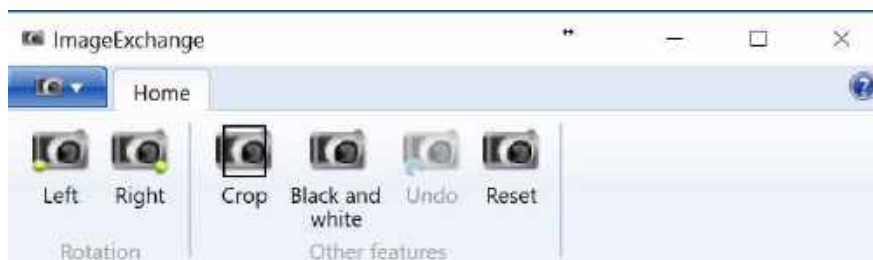 ImageExchange
Home
Left Right Crop Black and white Undo Reset
Rotation Other features